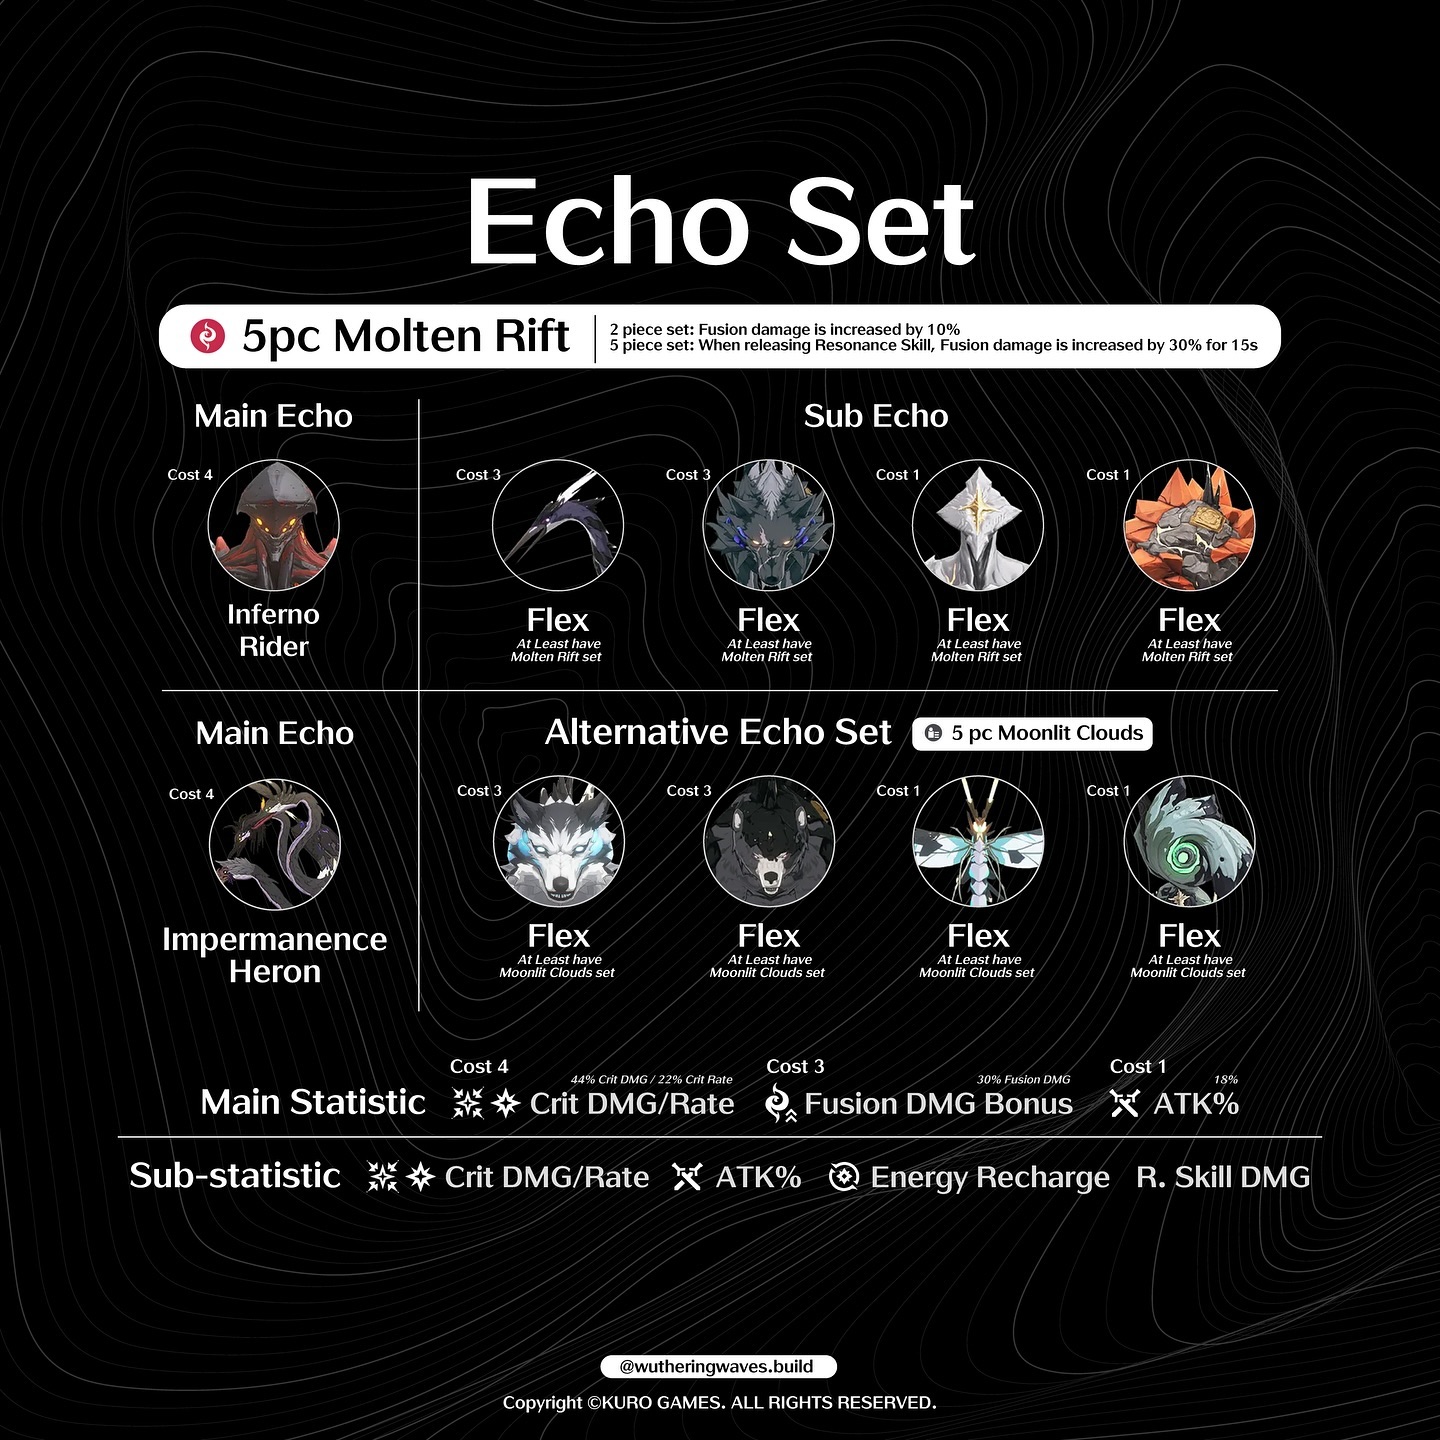 Echo Set
5pc Molten Rift
2 piece set: Fusion damage is increased by 10%
5 piece set: When releasing Resonance Skill, Fusion damage is increased by 30% for 15s
Main Echo
Sub Echo
Cost 4
Cost 3
Cost 3
Cost 1
Cost 1
Inferno
Rider
Flex
At Least have
Molten Rift set
Flex
At Least have
Molten Rift set
Flex
At Least have
Molten Rift set
Flex
At Least have
Molten Rift set
Main Echo
Alternative Echo Set
5 pc Moonlit Clouds
Cost 4
Cost 3
Cost 3
Cost 1
Cost 1
Impermanence
Heron
Flex
At Least have
Moonlit Clouds set
Flex
At Least have
Moonlit Clouds set
Flex
At Least have
Moonlit Clouds set
Flex
At Least have
Moonlit Clouds set
Main Statistic
Cost 4
44% Crit DMG / 22% Crit Rate
Crit DMG/Rate
Cost 3
30% Fusion DMG
Fusion DMG Bonus
Cost 1
18%
ATK%
Sub-statistic
Crit DMG/Rate
ATK%
Energy Recharge
R. Skill DMG
@wutheringwaves.build
Copyright ©KURO GAMES. ALL RIGHTS RESERVED.